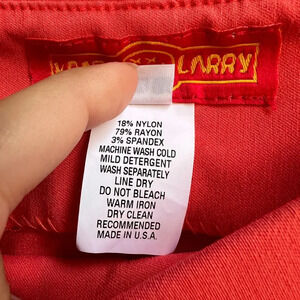 LARRY
18% NYLON
79% RAYON
3% SPANDEX
MACHINE WASH COLD
MILD DETERGENT
WASH SEPARATELY
LINE DRY
DO NOT BLEACH
WARM IRON
DRY CLEAN
RECOMMENDED
MADE IN U.S.A.